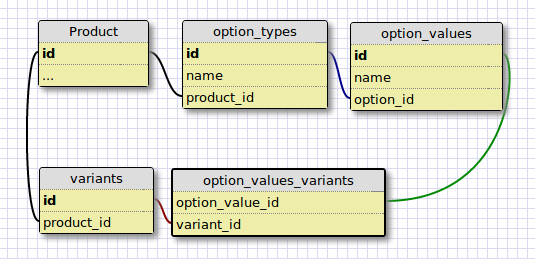 Product
id
...
option_types
id
name
product_id
option_values
id
name
option_id
variants
id
product_id
option_values_variants
option_value_id
variant_id